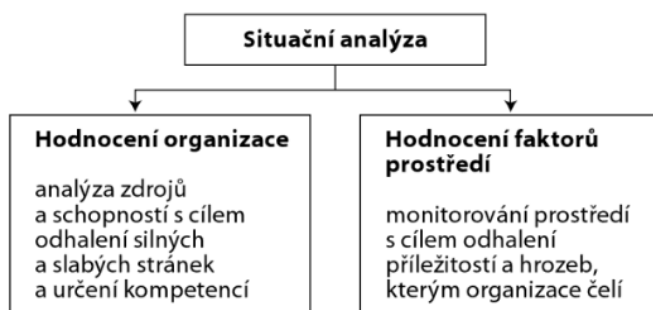 Situační analýza
Hodnocení organizace
analýza zdrojů
a schopností s cílem
odhalení silných
a slabých stránek
a určení kompetencí
Hodnocení faktorů
prostředí
monitorování prostředí
s cílem odhalení
příležitostí a hrozeb,
kterým organizace čelí